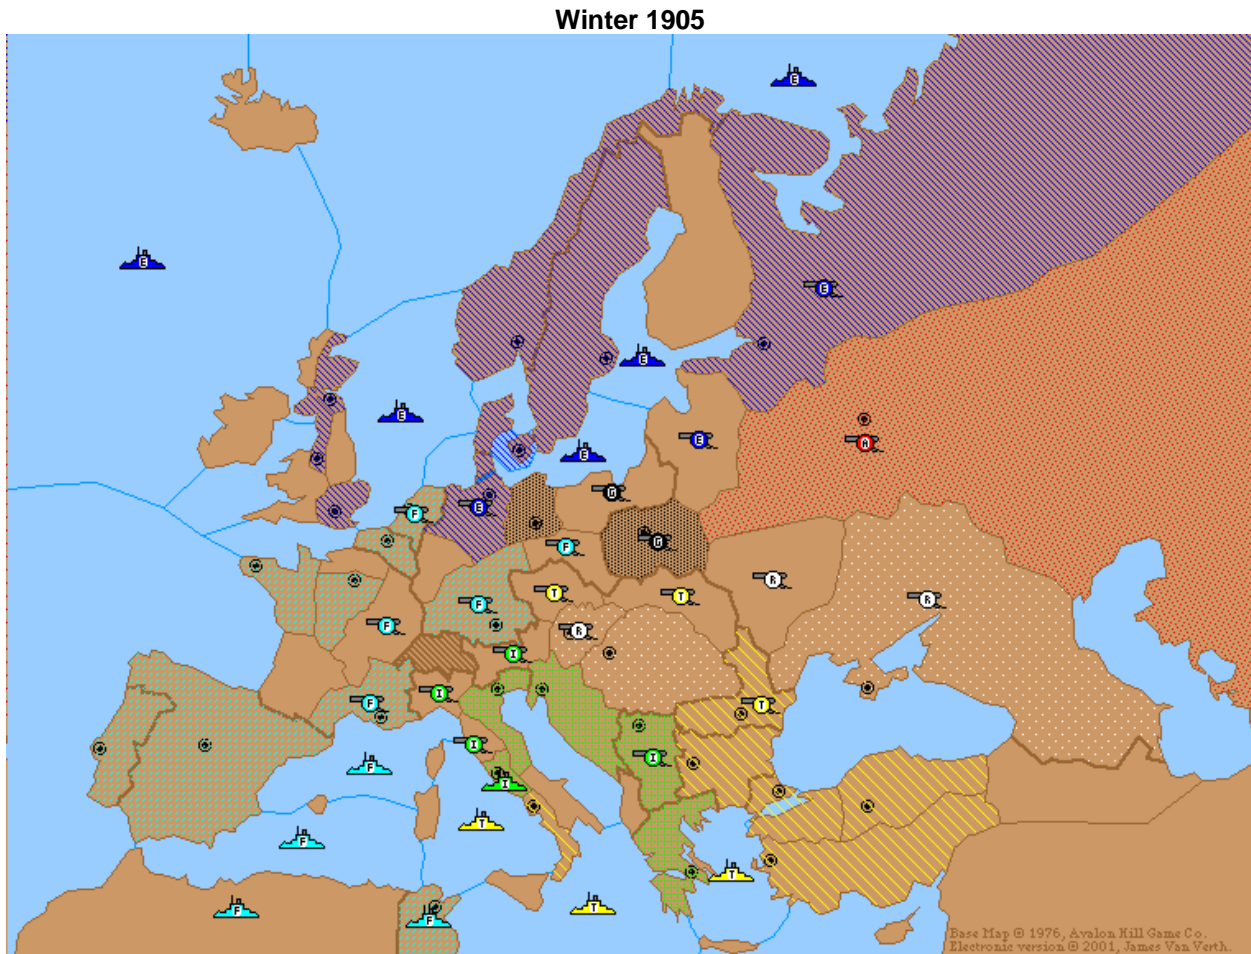 Winter 1905
E
E
E
E
E
E
A
E
G
F
E
G
F
R
T
T
F
R
F
R
I
I
F
T
I
I
F
I
T
F
T
T
F
F
Base Map © 1976, Avalon Hill Game Co.
Electronic version © 2001, James Van Verth.